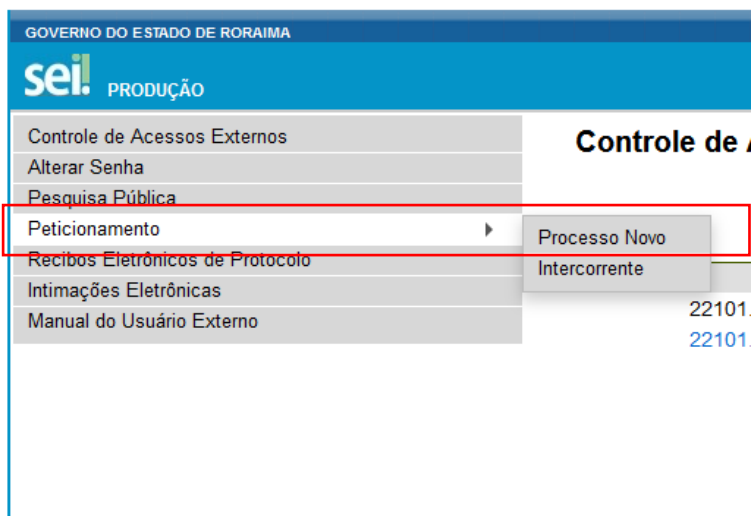 GOVERNO DO ESTADO DE RORAIMA
sei! PRODUÇÃO
Controle de Acessos Externos
Alterar Senha
Pesquisa Pública
Peticionamento
Recibos Eletrônicos de Protocolo
Intimações Eletrônicas
Manual do Usuário Externo
Processo Novo
Intercorrente
Controle de
22101.
22101.